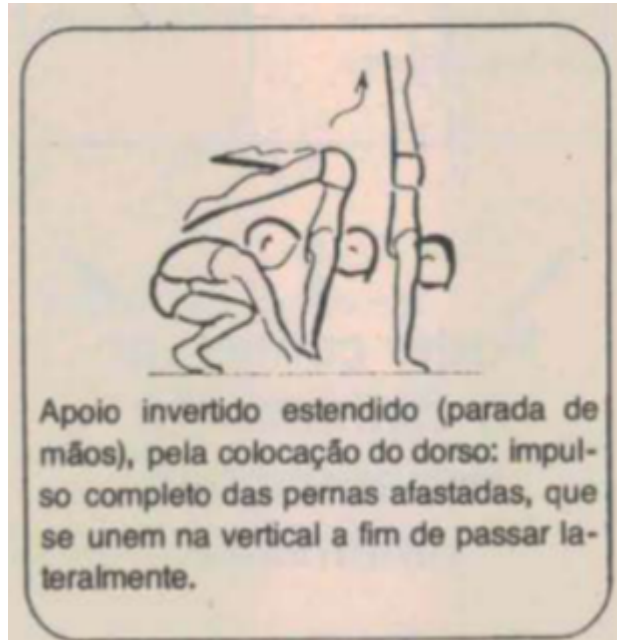 Apoio invertido estendido (parada de
mãos), pela colocação do dorso: impul-
so completo das pernas afastadas, que
se unem na vertical a fim de passar la-
teralmente.